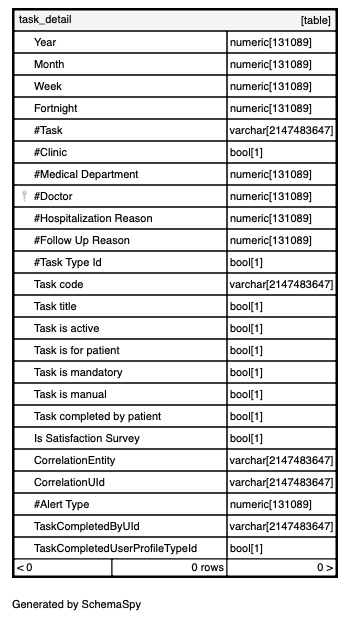 task_detail [table]
Year numeric[131089]
Month numeric[131089]
Week numeric[131089]
Fortnight numeric[131089]
#Task varchar[2147483647]
#Clinic bool[1]
#Medical Department numeric[131089]
#Doctor numeric[131089]
#Hospitalization Reason numeric[131089]
#Follow Up Reason numeric[131089]
#Task Type Id bool[1]
Task code varchar[2147483647]
Task title bool[1]
Task is active bool[1]
Task is for patient bool[1]
Task is mandatory bool[1]
Task is manual bool[1]
Task completed by patient bool[1]
Is Satisfaction Survey bool[1]
CorrelationEntity varchar[2147483647]
CorrelationUId varchar[2147483647]
#Alert Type numeric[131089]
TaskCompletedByUId varchar[2147483647]
TaskCompletedUserProfileTypeId bool[1]
< 0 0 rows 0 >
Generated by SchemaSpy